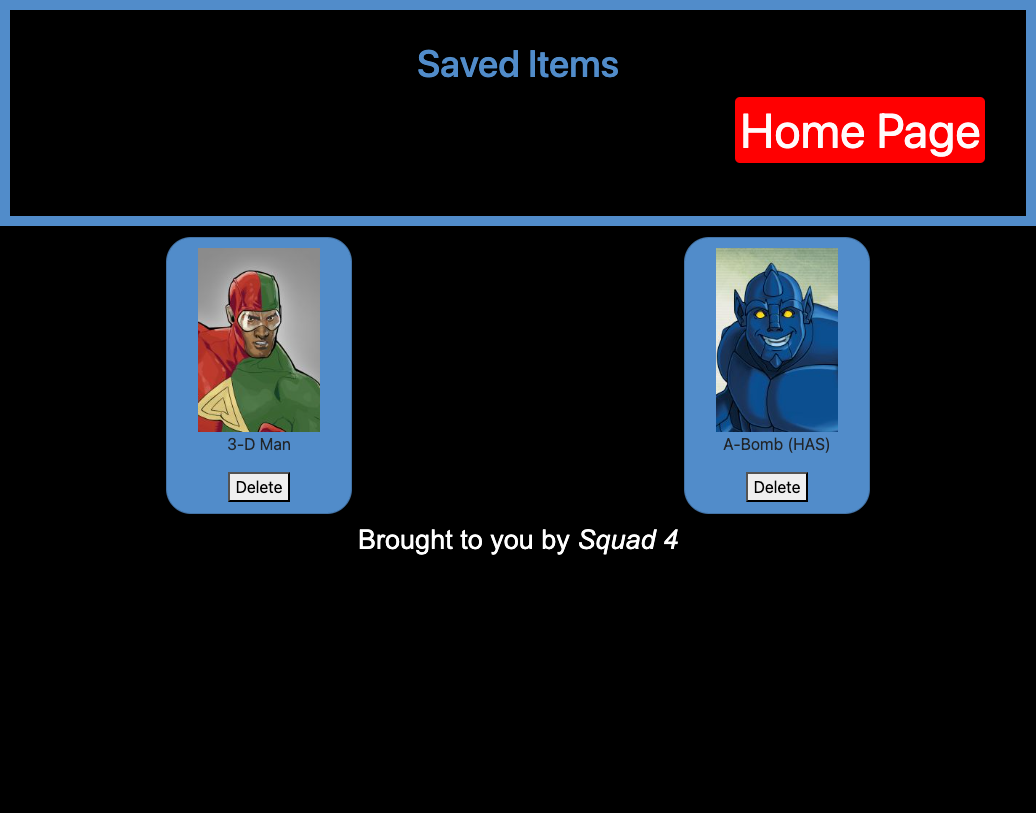 Saved Items
Home Page
3-D Man
A-Bomb (HAS)
Delete
Delete
Brought to you by Squad 4